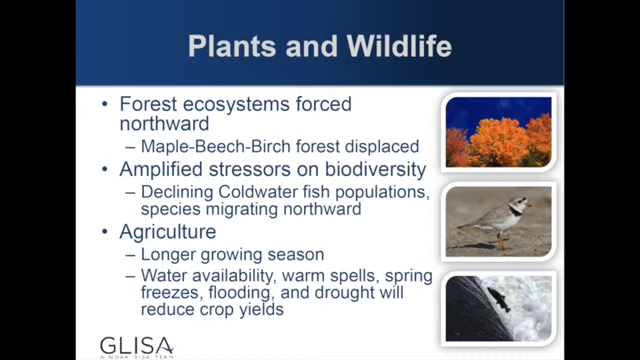 Plants and Wildlife
• Forest ecosystems forced
northward
– Maple-Beech-Birch forest displaced
• Amplified stressors on biodiversity
– Declining Coldwater fish populations,
species migrating northward
• Agriculture
– Longer growing season
– Water availability, warm spells, spring
freezes, flooding, and drought will
reduce crop yields
GLISA
A NOAA RISA TEAM